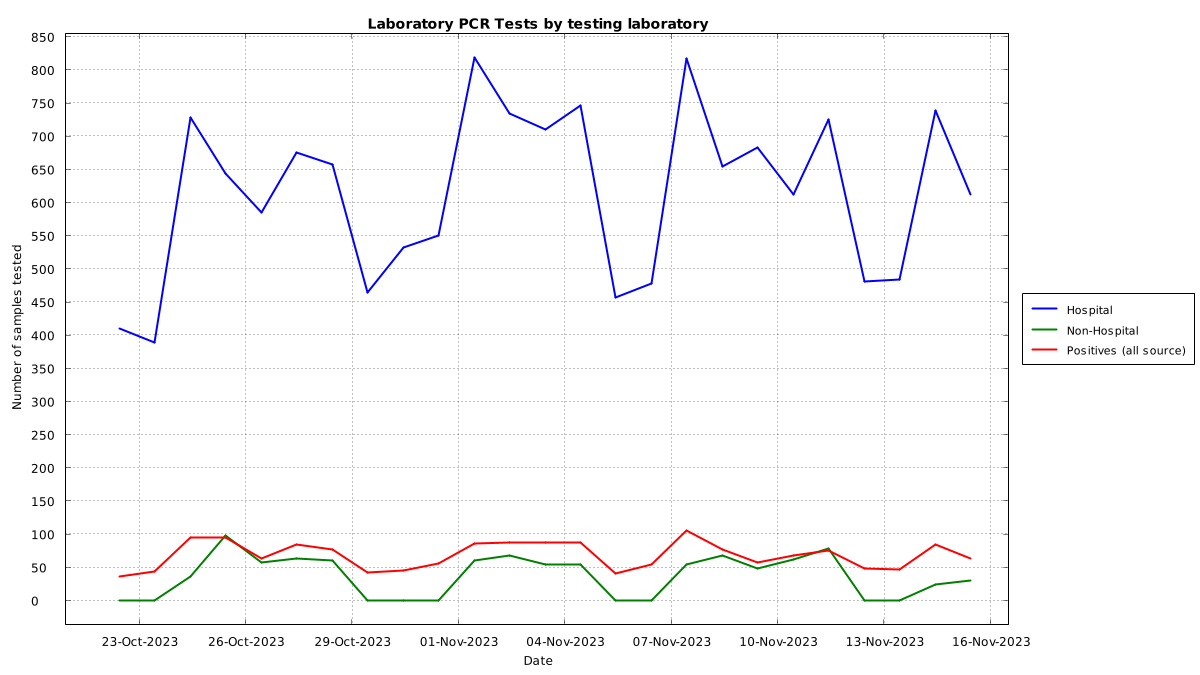 Laboratory PCR Tests by testing laboratory
850
800
750
700
650
600
550
500
450
400
350
300
250
200
150
100
50
0
Number of samples tested
23-Oct-2023 26-Oct-2023 29-Oct-2023 01-Nov-2023 04-Nov-2023 07-Nov-2023 10-Nov-2023 13-Nov-2023 16-Nov-2023
Date
Hospital
Non-Hospital
Positives (all source)